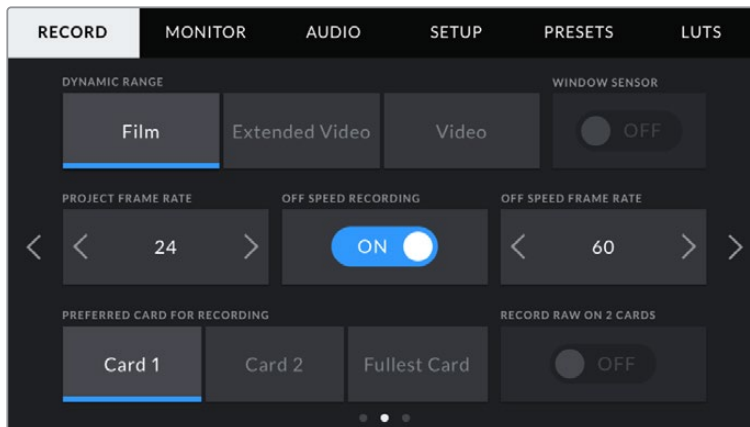 RECORD MONITOR AUDIO SETUP PRESETS LUTS
DYNAMIC RANGE WINDOW SENSOR
Film Extended Video Video OFF
PROJECT FRAME RATE OFF SPEED RECORDING OFF SPEED FRAME RATE
24 ON 60
PREFERRED CARD FOR RECORDING RECORD RAW ON 2 CARDS
Card 1 Card 2 Fullest Card OFF